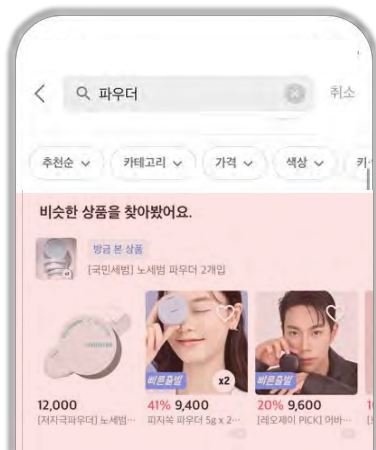 파우더
취소
추천순
카테고리
가격
색상
키
비슷한 상품을 찾아봤어요.
방금 본 상품
[국민세범] 노세범 파우더 2개입
빠른출발
x2
빠른출발
12,000
41% 9,400
20% 9,600
[저자극파우더] 노세범…
피지쏙 파우더 5g x 2…
[레오제이 PICK] 어바…